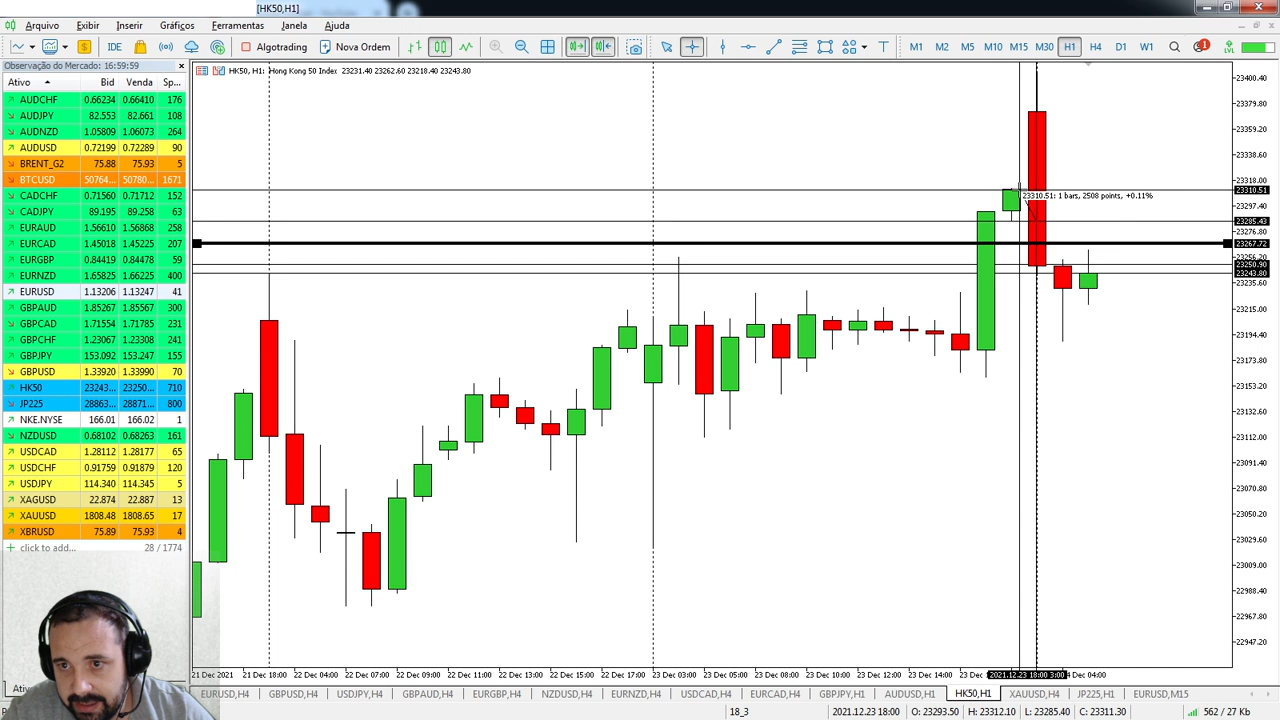 [HK50,H1]
Arquivo Exibir Inserir Gráficos Ferramentas Janela Ajuda
IDE Algotrading Nova Ordem M1 M2 M5 M10 M15 M30 H1 H4 D1 W1 1 LVL
Observação do Mercado: 16:59:59
Ativo Bid Venda Sp...
AUDCHF 0.66234 0.66410 176
AUDJPY 82.553 82.661 108
AUDNZD 1.05809 1.06073 264
AUDUSD 0.72199 0.72289 90
BRENT_G2 75.88 75.93 5
BTCUSD 50764... 50780... 1671
CADCHF 0.71560 0.71712 152
CADJPY 89.195 89.258 63
EURAUD 1.56610 1.56868 258
EURCAD 1.45018 1.45225 207
EURGBP 0.84419 0.84478 59
EURNZD 1.65825 1.66225 400
EURUSD 1.13206 1.13247 41
GBPAUD 1.85267 1.85567 300
GBPCAD 1.71554 1.71785 231
GBPCHF 1.23067 1.23308 241
GBPJPY 153.092 153.247 155
GBPUSD 1.33920 1.33990 70
HK50 23243... 23250... 710
JP225 28863... 28871... 800
NKE.NYSE 166.01 166.02 1
NZDUSD 0.68102 0.68263 161
USDCAD 1.28112 1.28177 65
USDCHF 0.91759 0.91879 120
USDJPY 114.340 114.345 5
XAGUSD 22.874 22.887 13
XAUUSD 1808.48 1808.65 17
XBRUSD 75.89 75.93 4
click to add... 28 / 1774
HK50, H1: Hong Kong 50 Index 23231.40 23262.60 23218.40 23243.80
23310.51: 1 bars, 2508 points, +0.11%
23400.40
23379.80
23359.20
23338.60
23318.00
23310.51
23297.40
23285.43
23276.80
23267.72
23256.20
23250.90
23243.80
23235.60
23215.00
23194.40
23173.80
23153.20
23132.60
23112.00
23091.40
23070.80
23050.20
23029.60
23009.00
22988.40
22967.80
22947.20
21 Dec 2021 21 Dec 18:00 22 Dec 04:00 22 Dec 07:00 22 Dec 09:00 22 Dec 11:00 22 Dec 13:00 22 Dec 15:00 22 Dec 17:00 23 Dec 03:00 23 Dec 06:00 23 Dec 08:00 23 Dec 10:00 23 Dec 12:00 23 Dec 14:00 23 Dec 2021.12.23 18:00 3:00 4 Dec 04:00
EURUSD,H4 GBPUSD,H4 USDJPY,H4 GBPAUD,H4 EURGBP,H4 NZDUSD,H4 EURNZD,H4 USDCAD,H4 EURCAD,H4 GBPJPY,H1 AUDUSD,H1 HK50,H1 XAUUSD,H4 JP225,H1 EURUSD,M15
18_3 2021.12.23 18:00 O: 23293.50 H: 23312.10 L: 23285.40 C: 23311.30 562 / 27 Kb